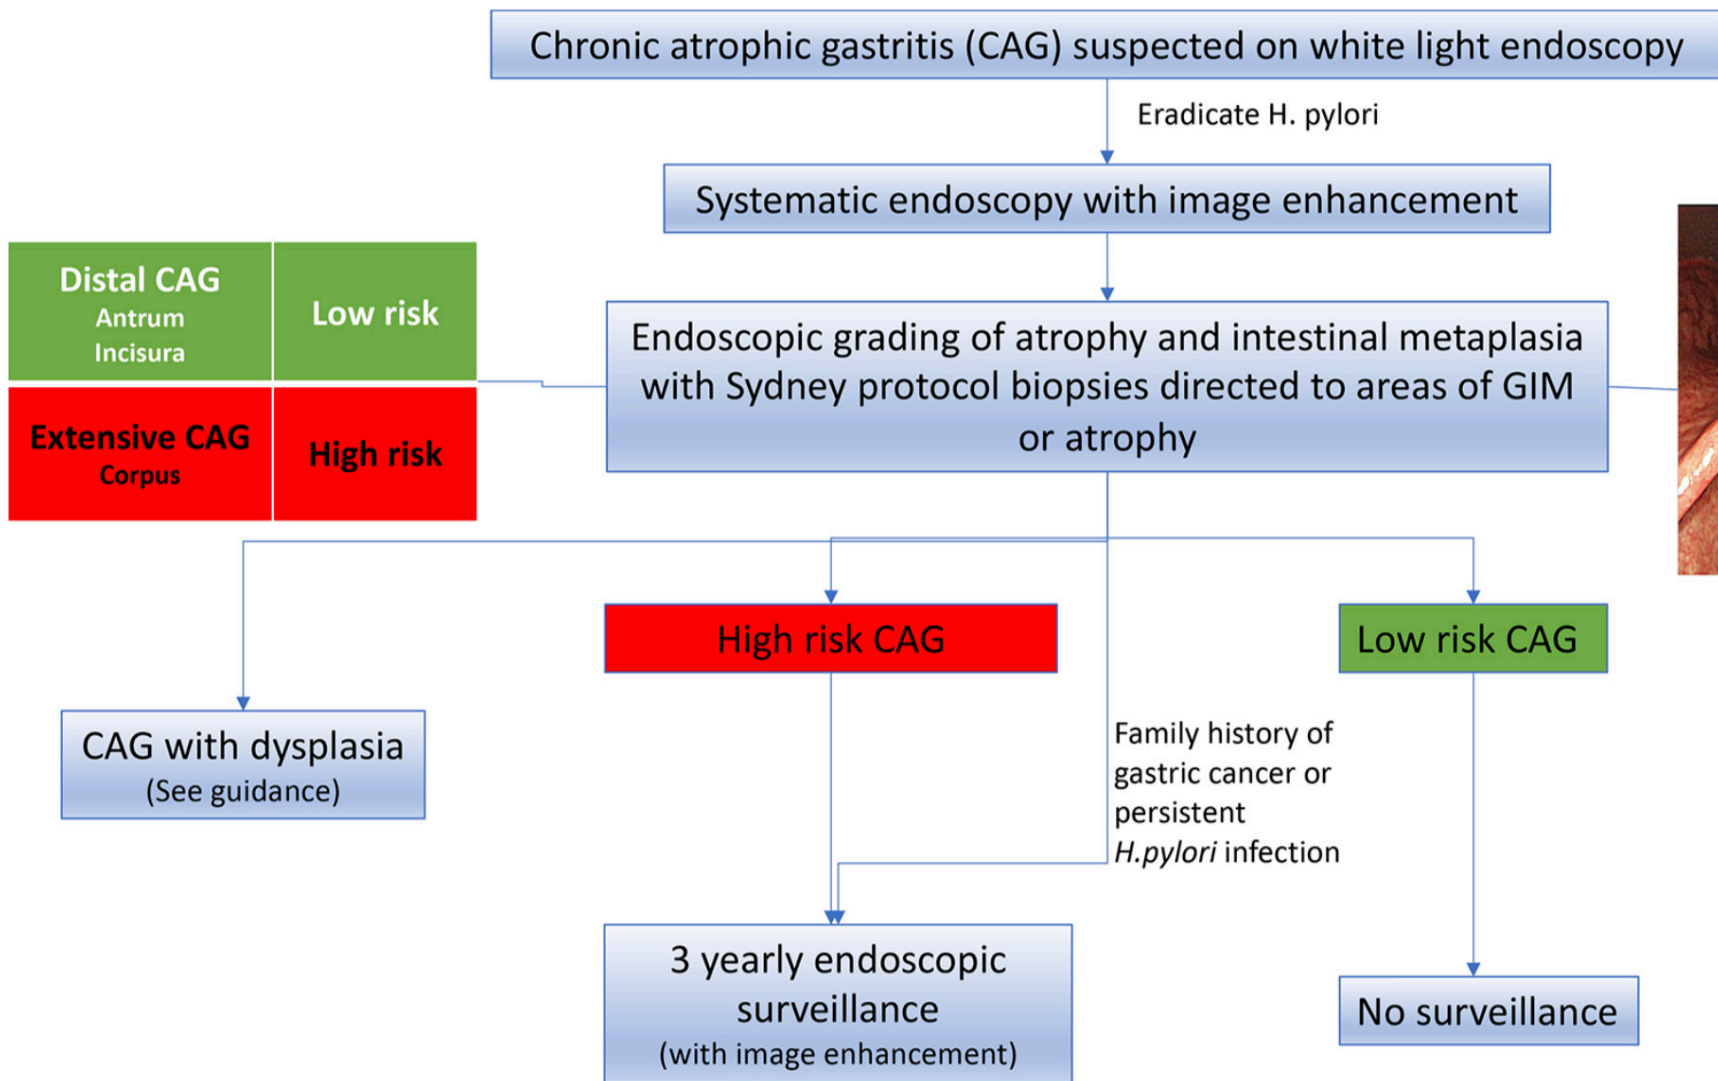 Chronic atrophic gastritis (CAG) suspected on white light endoscopy
Eradicate H. pylori
Systematic endoscopy with image enhancement
Distal CAG
Antrum
Incisura
Low risk
Extensive CAG
Corpus
High risk
Endoscopic grading of atrophy and intestinal metaplasia
with Sydney protocol biopsies directed to areas of GIM
or atrophy
High risk CAG
Low risk CAG
CAG with dysplasia
(See guidance)
Family history of
gastric cancer or
persistent
H.pylori infection
3 yearly endoscopic
surveillance
(with image enhancement)
No surveillance